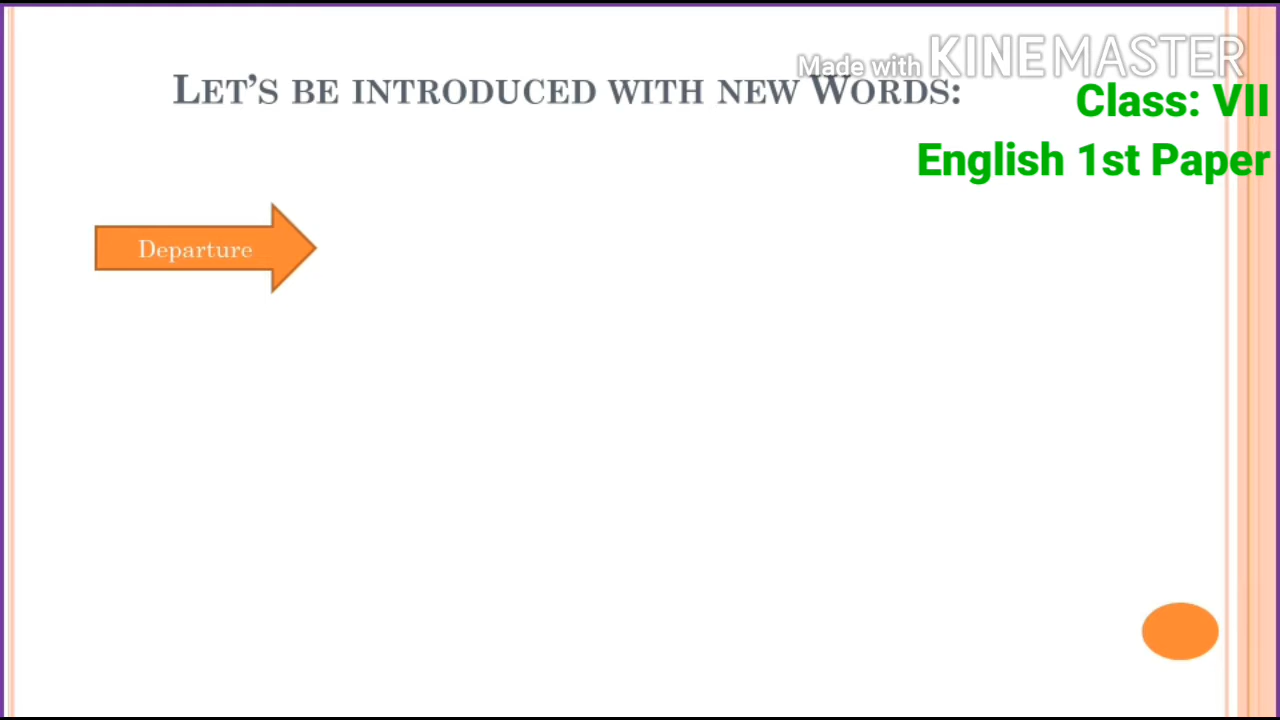 Made with KINEMASTER
LET'S BE INTRODUCED WITH NEW WORDS:
Class: VII
English 1st Paper
Departure